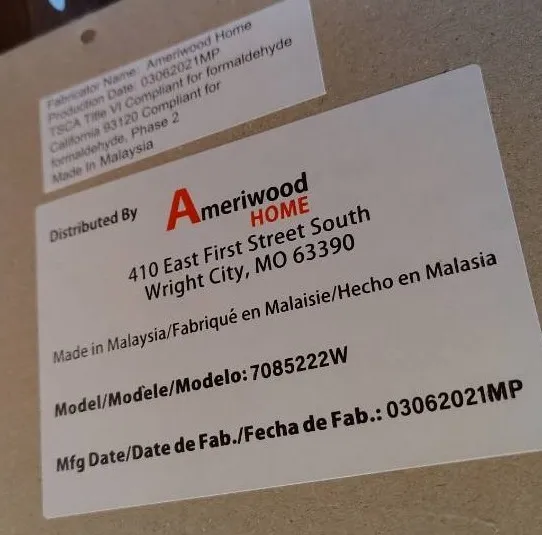 Fabricator Name Ameriwood Home
Production Date: 03062021MP
TSCA Title VI Compliant for formaldehyde
California 93120 Compliant for
formaldehyde, Phase 2
Made in Malaysia
Distributed By
Ameriwood
HOME
410 East First Street South
Wright City, MO 63390
Made in Malaysia/Fabriqué en Malaisie/Hecho en Malasia
Model/Modèle/Modelo: 7085222W
Mfg Date/Date de Fab./Fecha de Fab.: 03062021MP